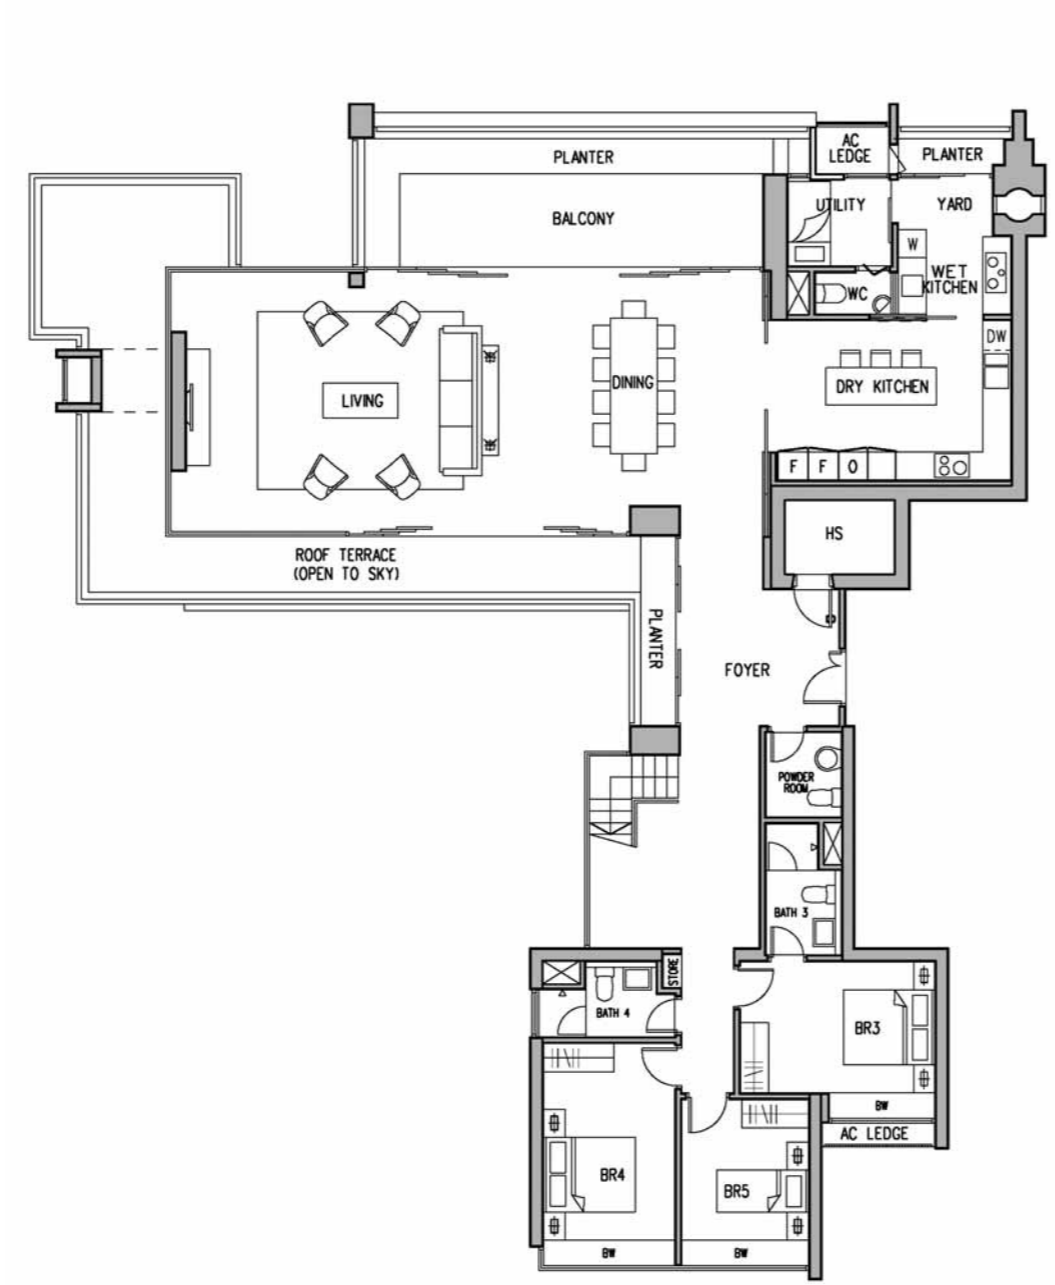 AC
LEDGE
PLANTER
PLANTER
UTILITY
YARD
BALCONY
W
WET
KITCHEN
WC
DW
DINING
DRY KITCHEN
LIVING
F
F
O
HS
ROOF TERRACE
(OPEN TO SKY)
PLANTER
FOYER
POWDER
ROOM
BATH 3
STORE
BATH 4
BR3
BW
AC LEDGE
BR4
BR5
BW
BW